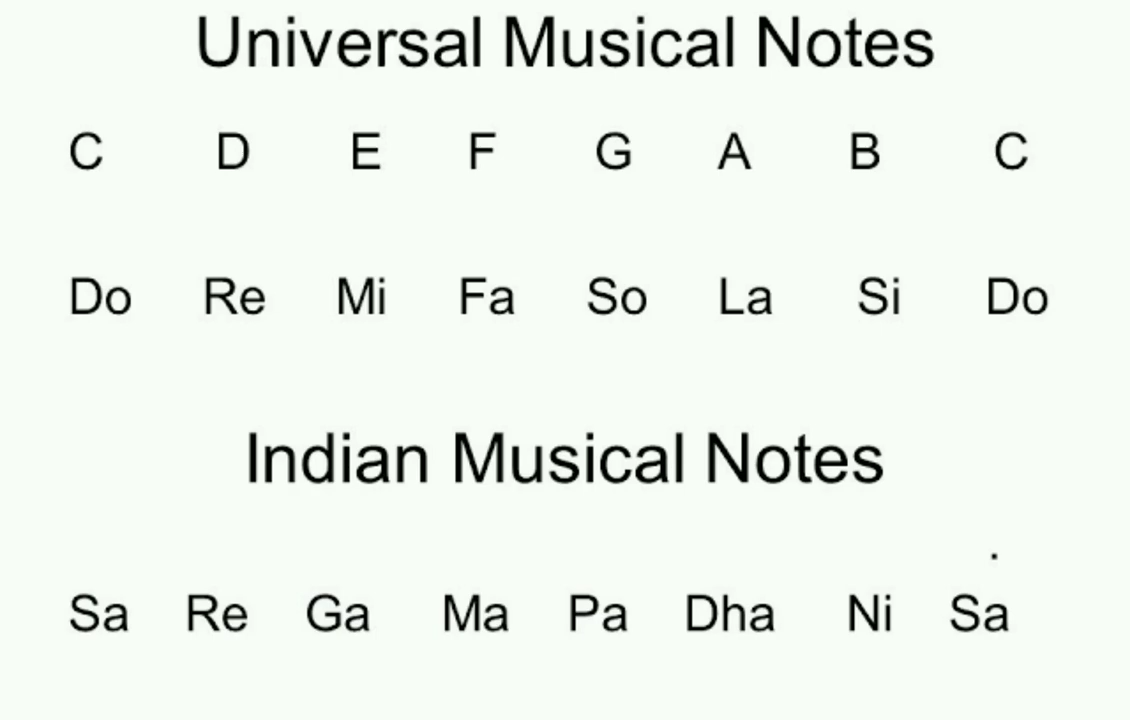 Universal Musical Notes
C D E F G A B C
Do Re Mi Fa So La Si Do
Indian Musical Notes
.
Sa Re Ga Ma Pa Dha Ni Sa